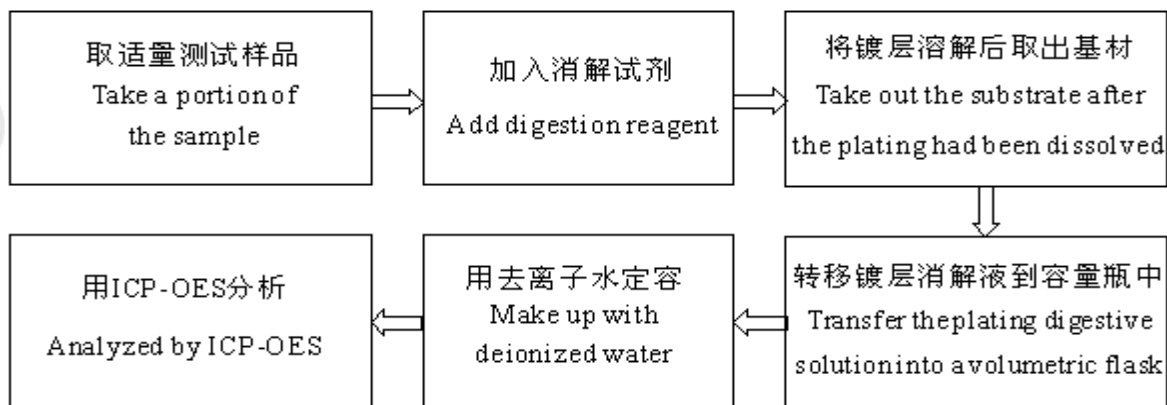 取适量测试样品
Take a portion of
the sample
加入消解试剂
Add digestion reagent
将镀层溶解后取出基材
Take out the substrate after
the plating had been dissolved
转移镀层消解液到容量瓶中
Transfer the plating digestive
solution into a volumetric flask
用去离子水定容
Make up with
deionized water
用ICP-OES分析
Analyzed by ICP-OES